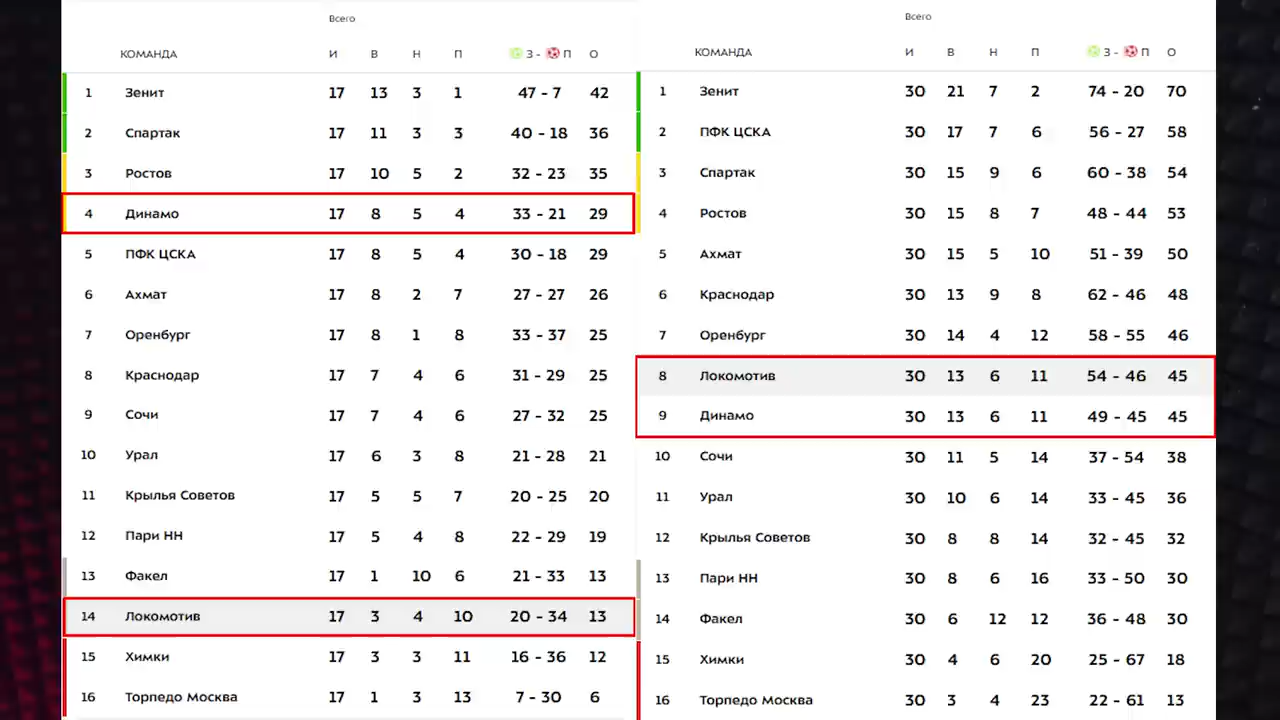 Всего
КОМАНДА И В Н П З - П О
1 Зенит 17 13 3 1 47 - 7 42
2 Спартак 17 11 3 3 40 - 18 36
3 Ростов 17 10 5 2 32 - 23 35
4 Динамо 17 8 5 4 33 - 21 29
5 ПФК ЦСКА 17 8 5 4 30 - 18 29
6 Ахмат 17 8 2 7 27 - 27 26
7 Оренбург 17 8 1 8 33 - 37 25
8 Краснодар 17 7 4 6 31 - 29 25
9 Сочи 17 7 4 6 27 - 32 25
10 Урал 17 6 3 8 21 - 28 21
11 Крылья Советов 17 5 5 7 20 - 25 20
12 Пари НН 17 5 4 8 22 - 29 19
13 Факел 17 1 10 6 21 - 33 13
14 Локомотив 17 3 4 10 20 - 34 13
15 Химки 17 3 3 11 16 - 36 12
16 Торпедо Москва 17 1 3 13 7 - 30 6
Всего
КОМАНДА И В Н П З - П О
1 Зенит 30 21 7 2 74 - 20 70
2 ПФК ЦСКА 30 17 7 6 56 - 27 58
3 Спартак 30 15 9 6 60 - 38 54
4 Ростов 30 15 8 7 48 - 44 53
5 Ахмат 30 15 5 10 51 - 39 50
6 Краснодар 30 13 9 8 62 - 46 48
7 Оренбург 30 14 4 12 58 - 55 46
8 Локомотив 30 13 6 11 54 - 46 45
9 Динамо 30 13 6 11 49 - 45 45
10 Сочи 30 11 5 14 37 - 54 38
11 Урал 30 10 6 14 33 - 45 36
12 Крылья Советов 30 8 8 14 32 - 45 32
13 Пари НН 30 8 6 16 33 - 50 30
14 Факел 30 6 12 12 36 - 48 30
15 Химки 30 4 6 20 25 - 67 18
16 Торпедо Москва 30 3 4 23 22 - 61 13